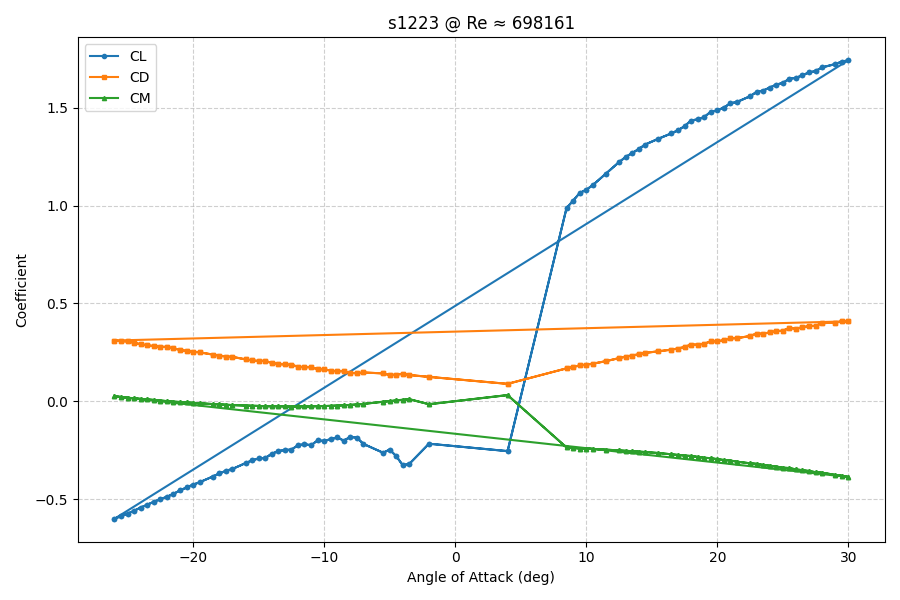 s1223 @ Re ≈ 698161
CL
CD
CM
Coefficient
1.5
1.0
0.5
0.0
−0.5
−20
−10
0
10
20
30
Angle of Attack (deg)